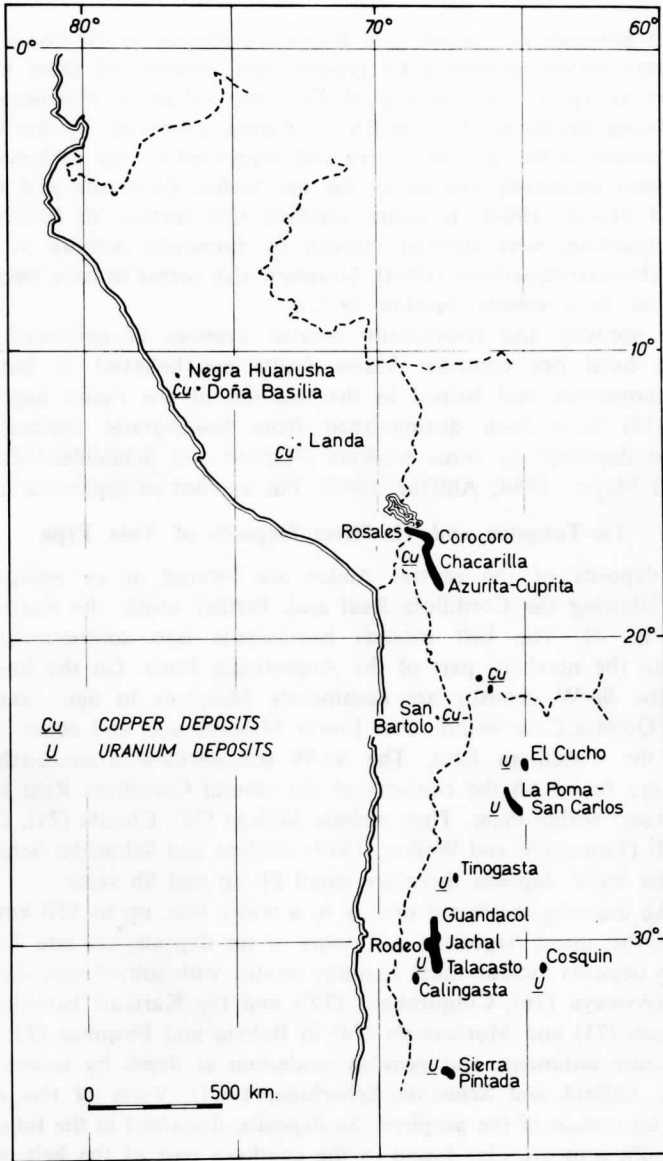 80°
70°
60°
0°
10°
Negra Huanusha
Cu
Doña Basilia
Landa
Cu
Rosales
Corocoro
Cu
Chacarilla
Azurita-Cuprita
20°
Cu
San
Bartolo
Cu
Cu COPPER DEPOSITS
U URANIUM DEPOSITS
El Cucho
U
La Poma
U
San Carlos
Tinogasta
U
Guandacol
30°
Rodeo
Jachal
Cosquin
U
Talacasto
U
Calingasta
U
Sierra
Pintada
0
500 km.